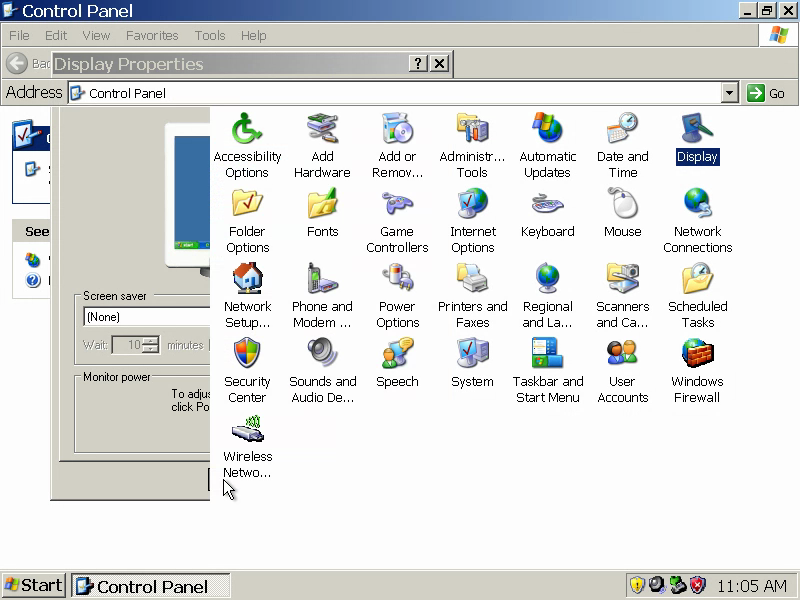 Control Panel
File Edit View Favorites Tools Help
Bac
Display Properties
Address Control Panel Go
Accessibility Options
Add Hardware
Add or Remov...
Administr... Tools
Automatic Updates
Date and Time
Display
Folder Options
Fonts
Game Controllers
Internet Options
Keyboard
Mouse
Network Connections
Network Setup...
Phone and Modem ...
Power Options
Printers and Faxes
Regional and La...
Scanners and Ca...
Scheduled Tasks
Security Center
Sounds and Audio De...
Speech
System
Taskbar and Start Menu
User Accounts
Windows Firewall
Wireless Netwo...
See
start
Screen saver
(None)
Wait: 10 minutes
Monitor power
To adjus
click Po
Start Control Panel 11:05 AM